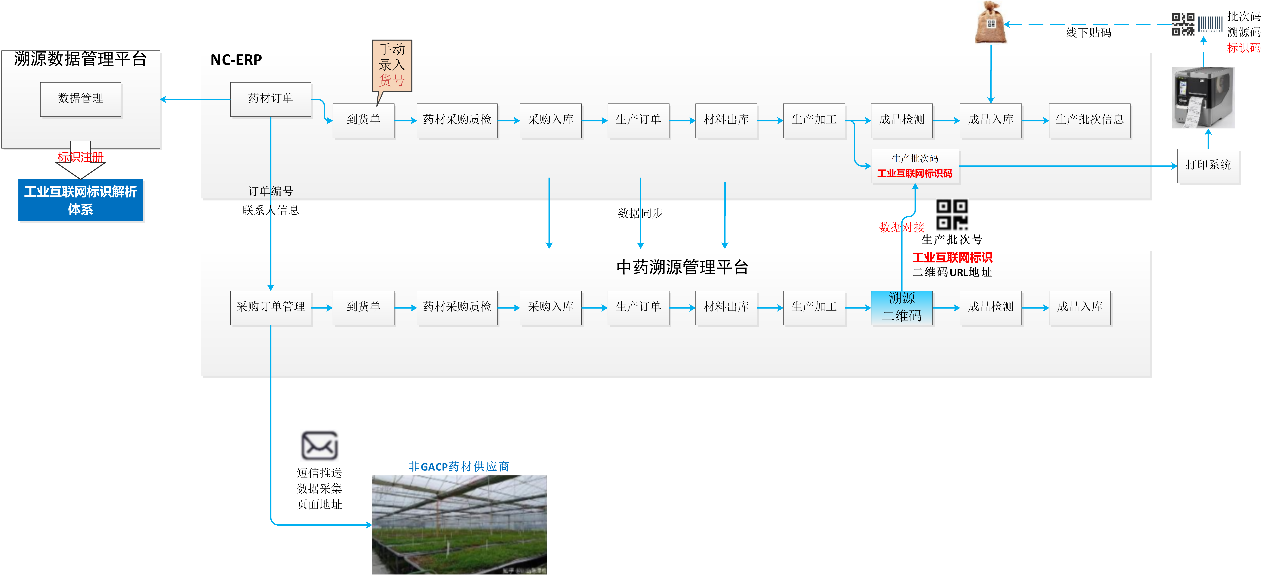 溯源数据管理平台
数据管理
标识注册
工业互联网标识解析
体系
NC-ERP
手动
录入
货号
药材订单
到货单
药材采购质检
采购入库
生产订单
材料出库
生产加工
成品检测
成品入库
生产批次信息
生产批次码
工业互联网标识码
线下贴码
批次码
溯源码
标识码
打印系统
订单编号
联系人信息
数据同步
数据对接
生产批次号
工业互联网标识
二维码URL地址
中药溯源管理平台
采购订单管理
到货单
药材采购质检
采购入库
生产订单
材料出库
生产加工
溯源
二维码
成品检测
成品入库
短信推送
数据采集
页面地址
非GACP药材供应商